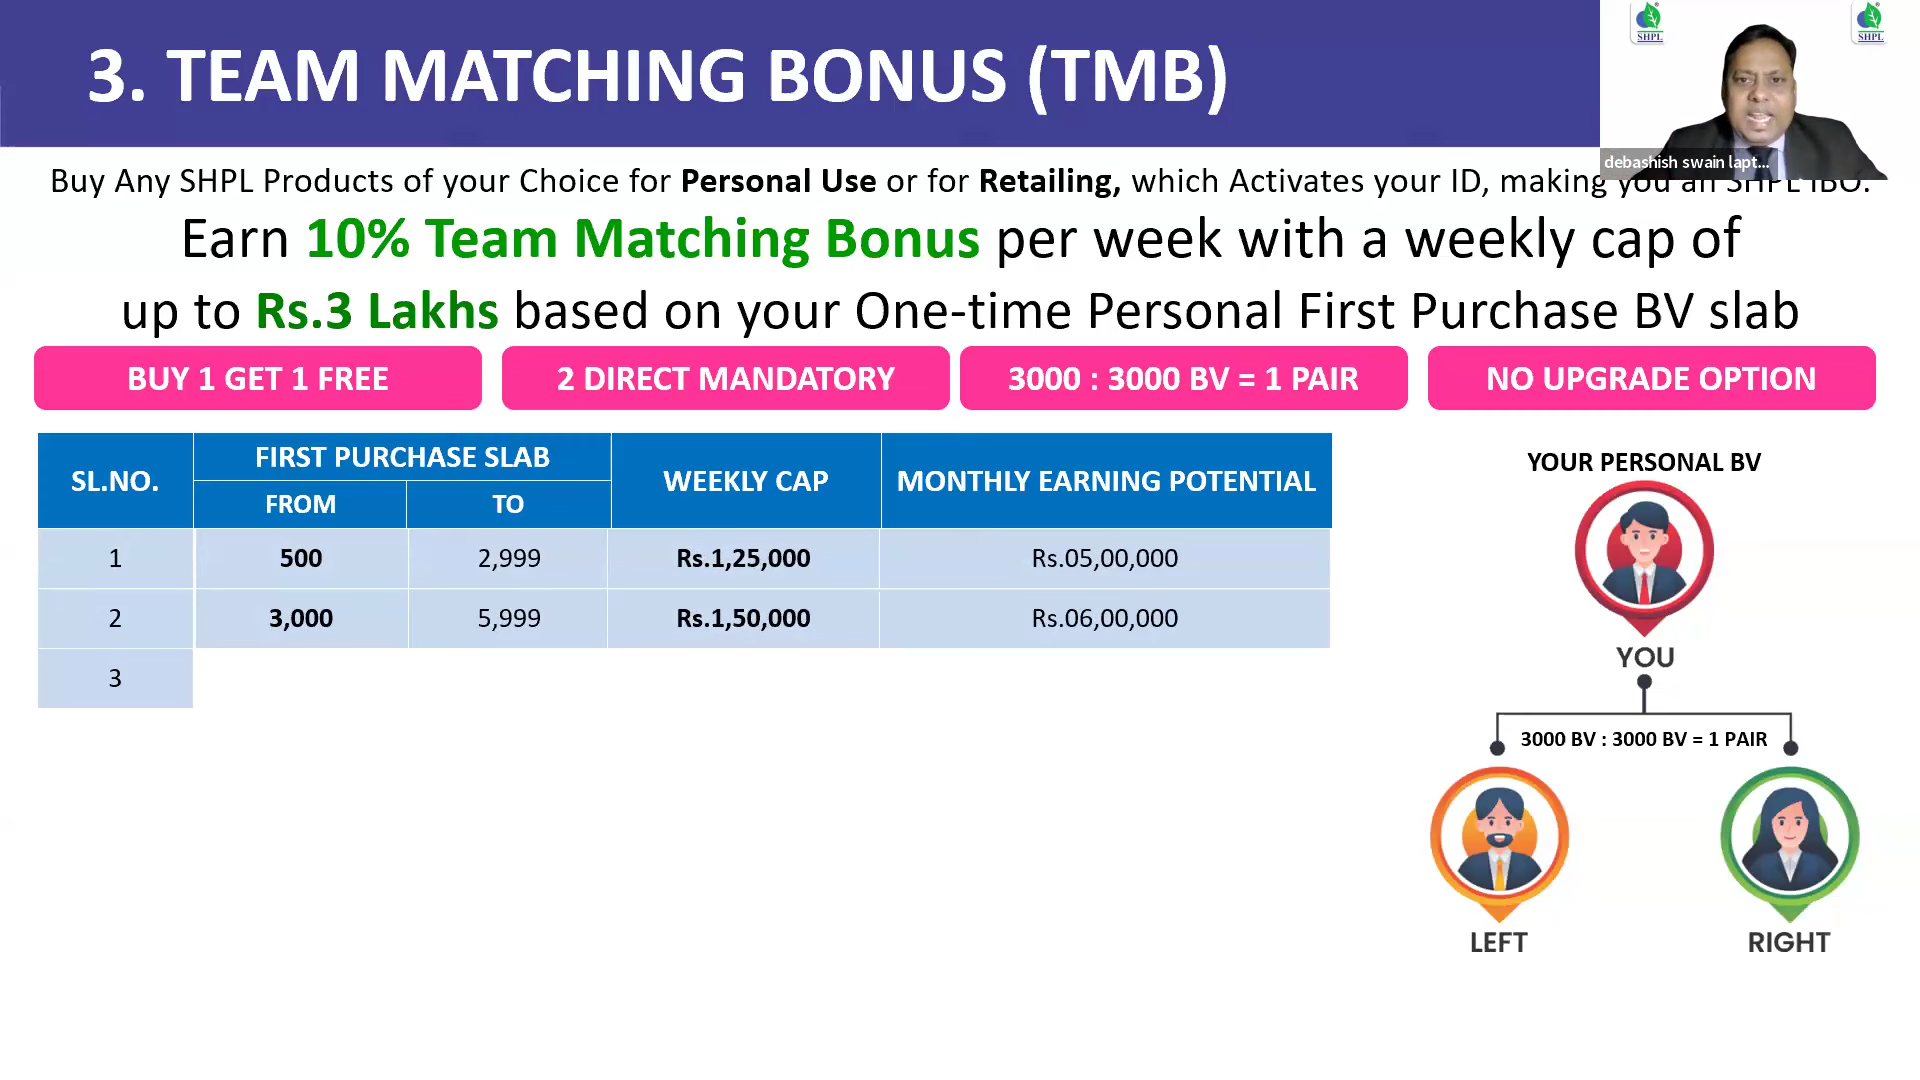 3. TEAM MATCHING BONUS (TMB)
SHPL
SHPL
debashish swain lapt...
Buy Any SHPL Products of your Choice for Personal Use or for Retailing, which Activates your ID, making you an SHPL IBO.
Earn 10% Team Matching Bonus per week with a weekly cap of
up to Rs.3 Lakhs based on your One-time Personal First Purchase BV slab
BUY 1 GET 1 FREE
2 DIRECT MANDATORY
3000 : 3000 BV = 1 PAIR
NO UPGRADE OPTION
SL.NO.
FIRST PURCHASE SLAB
FROM
TO
WEEKLY CAP
MONTHLY EARNING POTENTIAL
1
500
2,999
Rs.1,25,000
Rs.05,00,000
2
3,000
5,999
Rs.1,50,000
Rs.06,00,000
3
YOUR PERSONAL BV
YOU
3000 BV : 3000 BV = 1 PAIR
LEFT
RIGHT